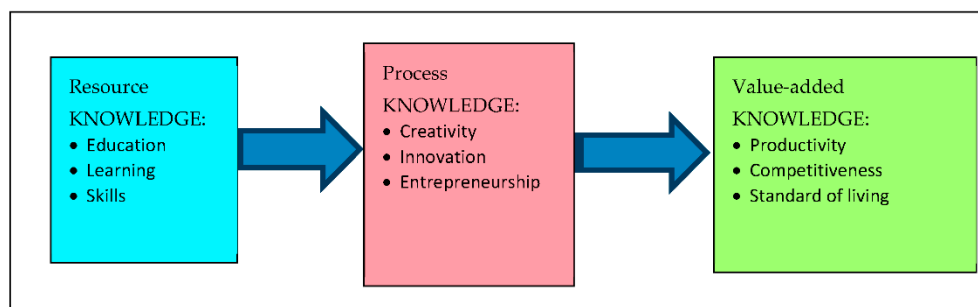 Resource
KNOWLEDGE:
• Education
• Learning
• Skills
Process
KNOWLEDGE:
• Creativity
• Innovation
• Entrepreneurship
Value-added
KNOWLEDGE:
• Productivity
• Competitiveness
• Standard of living